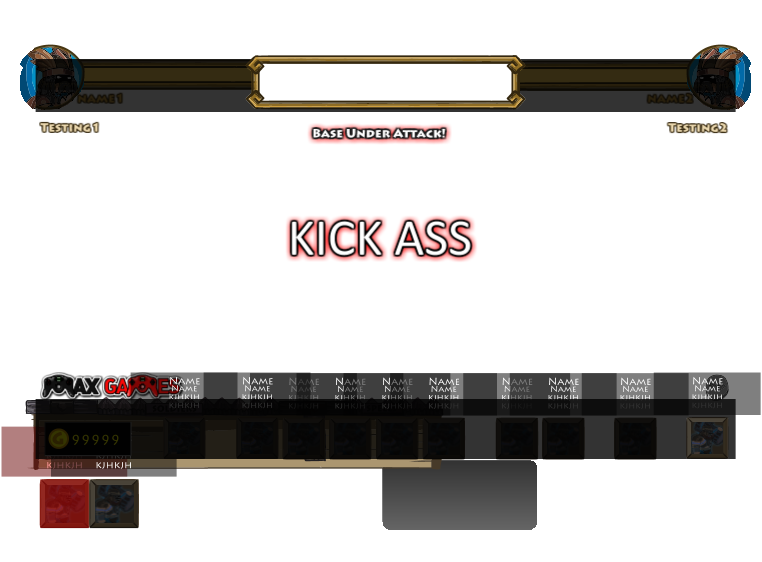 NAME1
NAME2
TESTING1
TESTING2
BASE UNDER ATTACK!
KICK ASS
MAX GAMES
NAME NAME NAME NAME NAME NAME NAME NAME NAME NAME
NAME NAME NAME NAME NAME NAME NAME NAME NAME NAME
KJHKJH KJHKJH KJHKJH KJHKJH KJHKJH KJHKJH KJHKJH KJHKJH KJHKJH KJHKJH
G 99999
KJHKJH KJHKJH